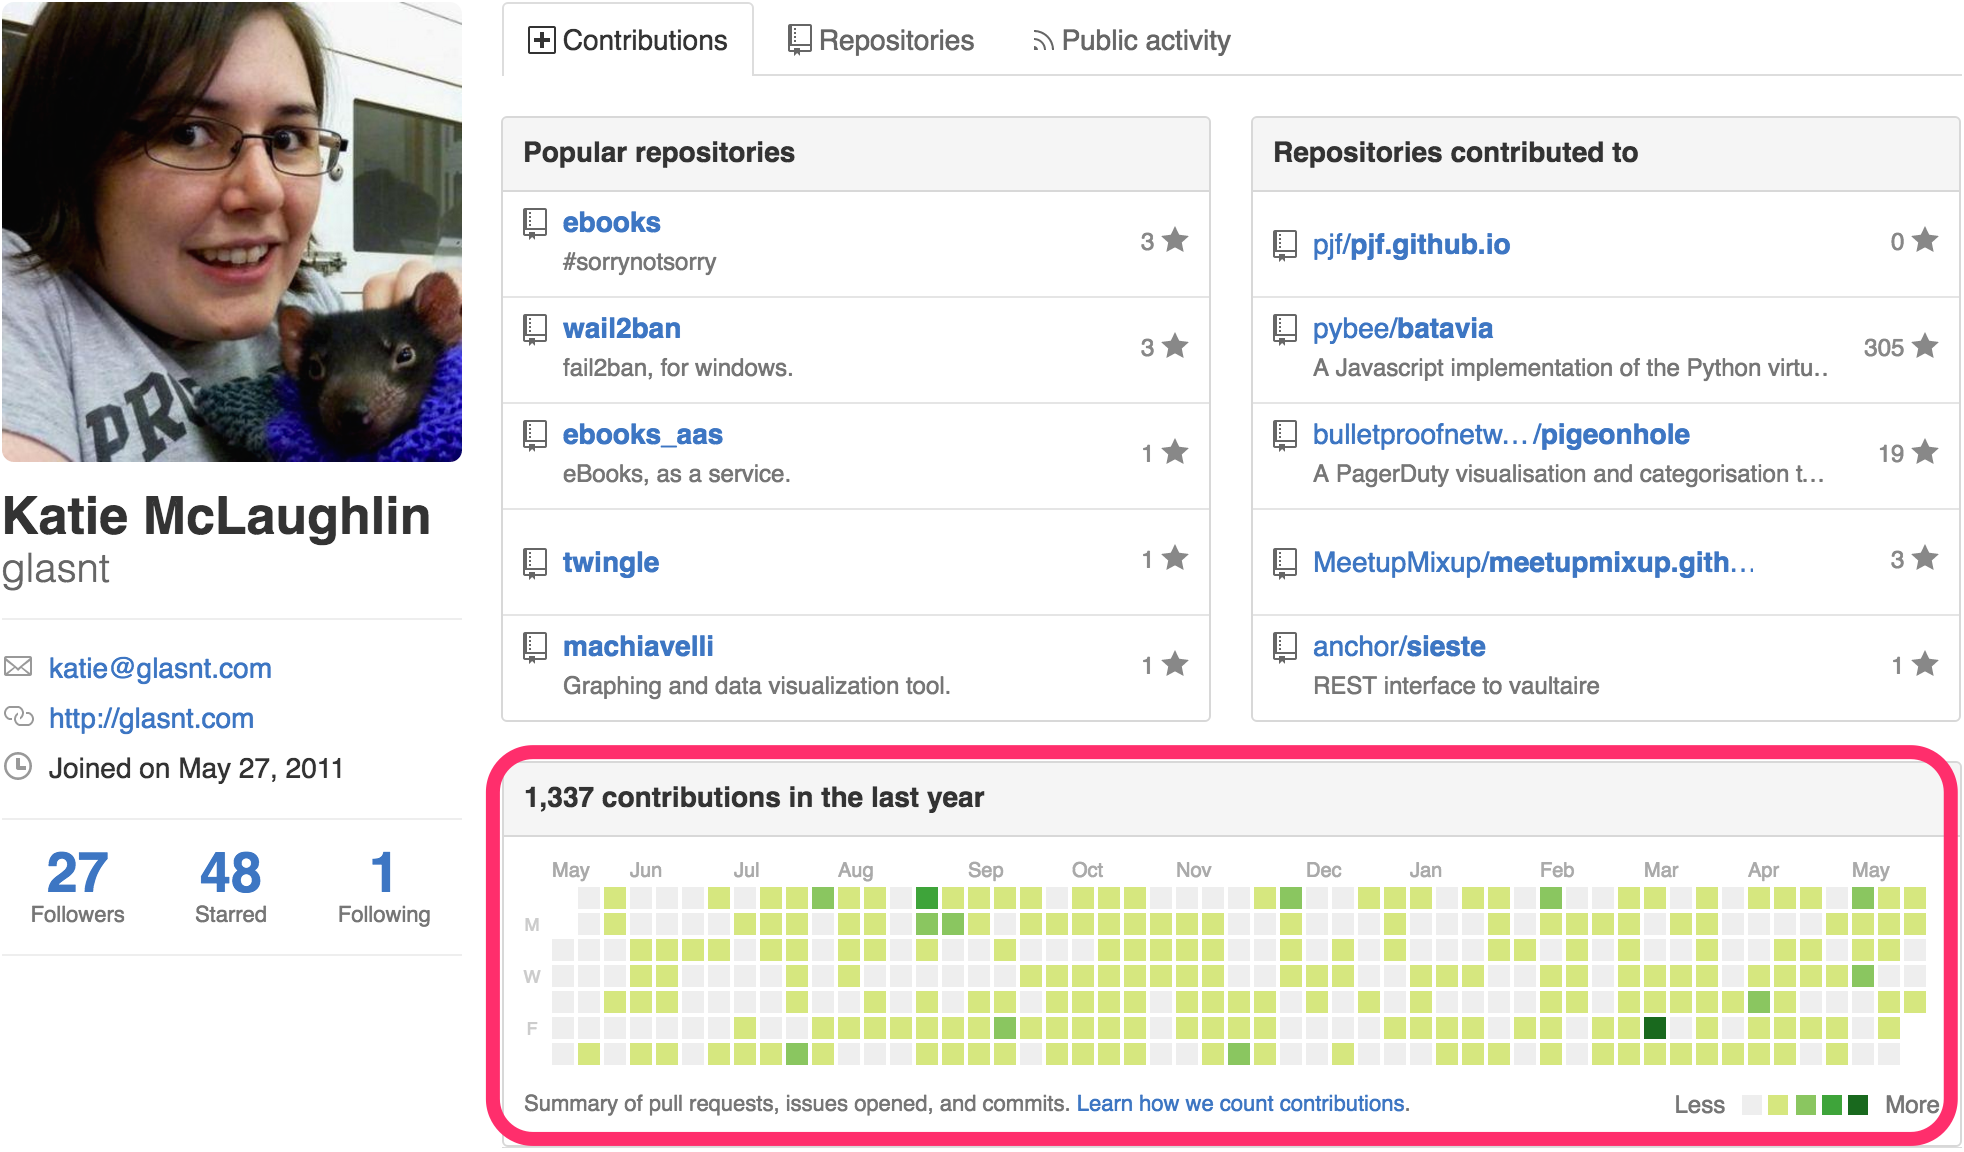 PRO
Katie McLaughlin
glasnt
katie@glasnt.com
http://glasnt.com
Joined on May 27, 2011
27 48 1
Followers Starred Following
Contributions Repositories Public activity
Popular repositories
ebooks 3
#sorrynotsorry
wail2ban 3
fail2ban, for windows.
ebooks_aas 1
eBooks, as a service.
twingle 1
machiavelli 1
Graphing and data visualization tool.
Repositories contributed to
pjf/pjf.github.io 0
pybee/batavia 305
A Javascript implementation of the Python virtu..
bulletproofnetw... /pigeonhole 19
A PagerDuty visualisation and categorisation t...
MeetupMixup/meetupmixup.gith... 3
anchor/sieste 1
REST interface to vaultaire
1,337 contributions in the last year
May Jun Jul Aug Sep Oct Nov Dec Jan Feb Mar Apr May
M
W
F
Summary of pull requests, issues opened, and commits. Learn how we count contributions.
Less More